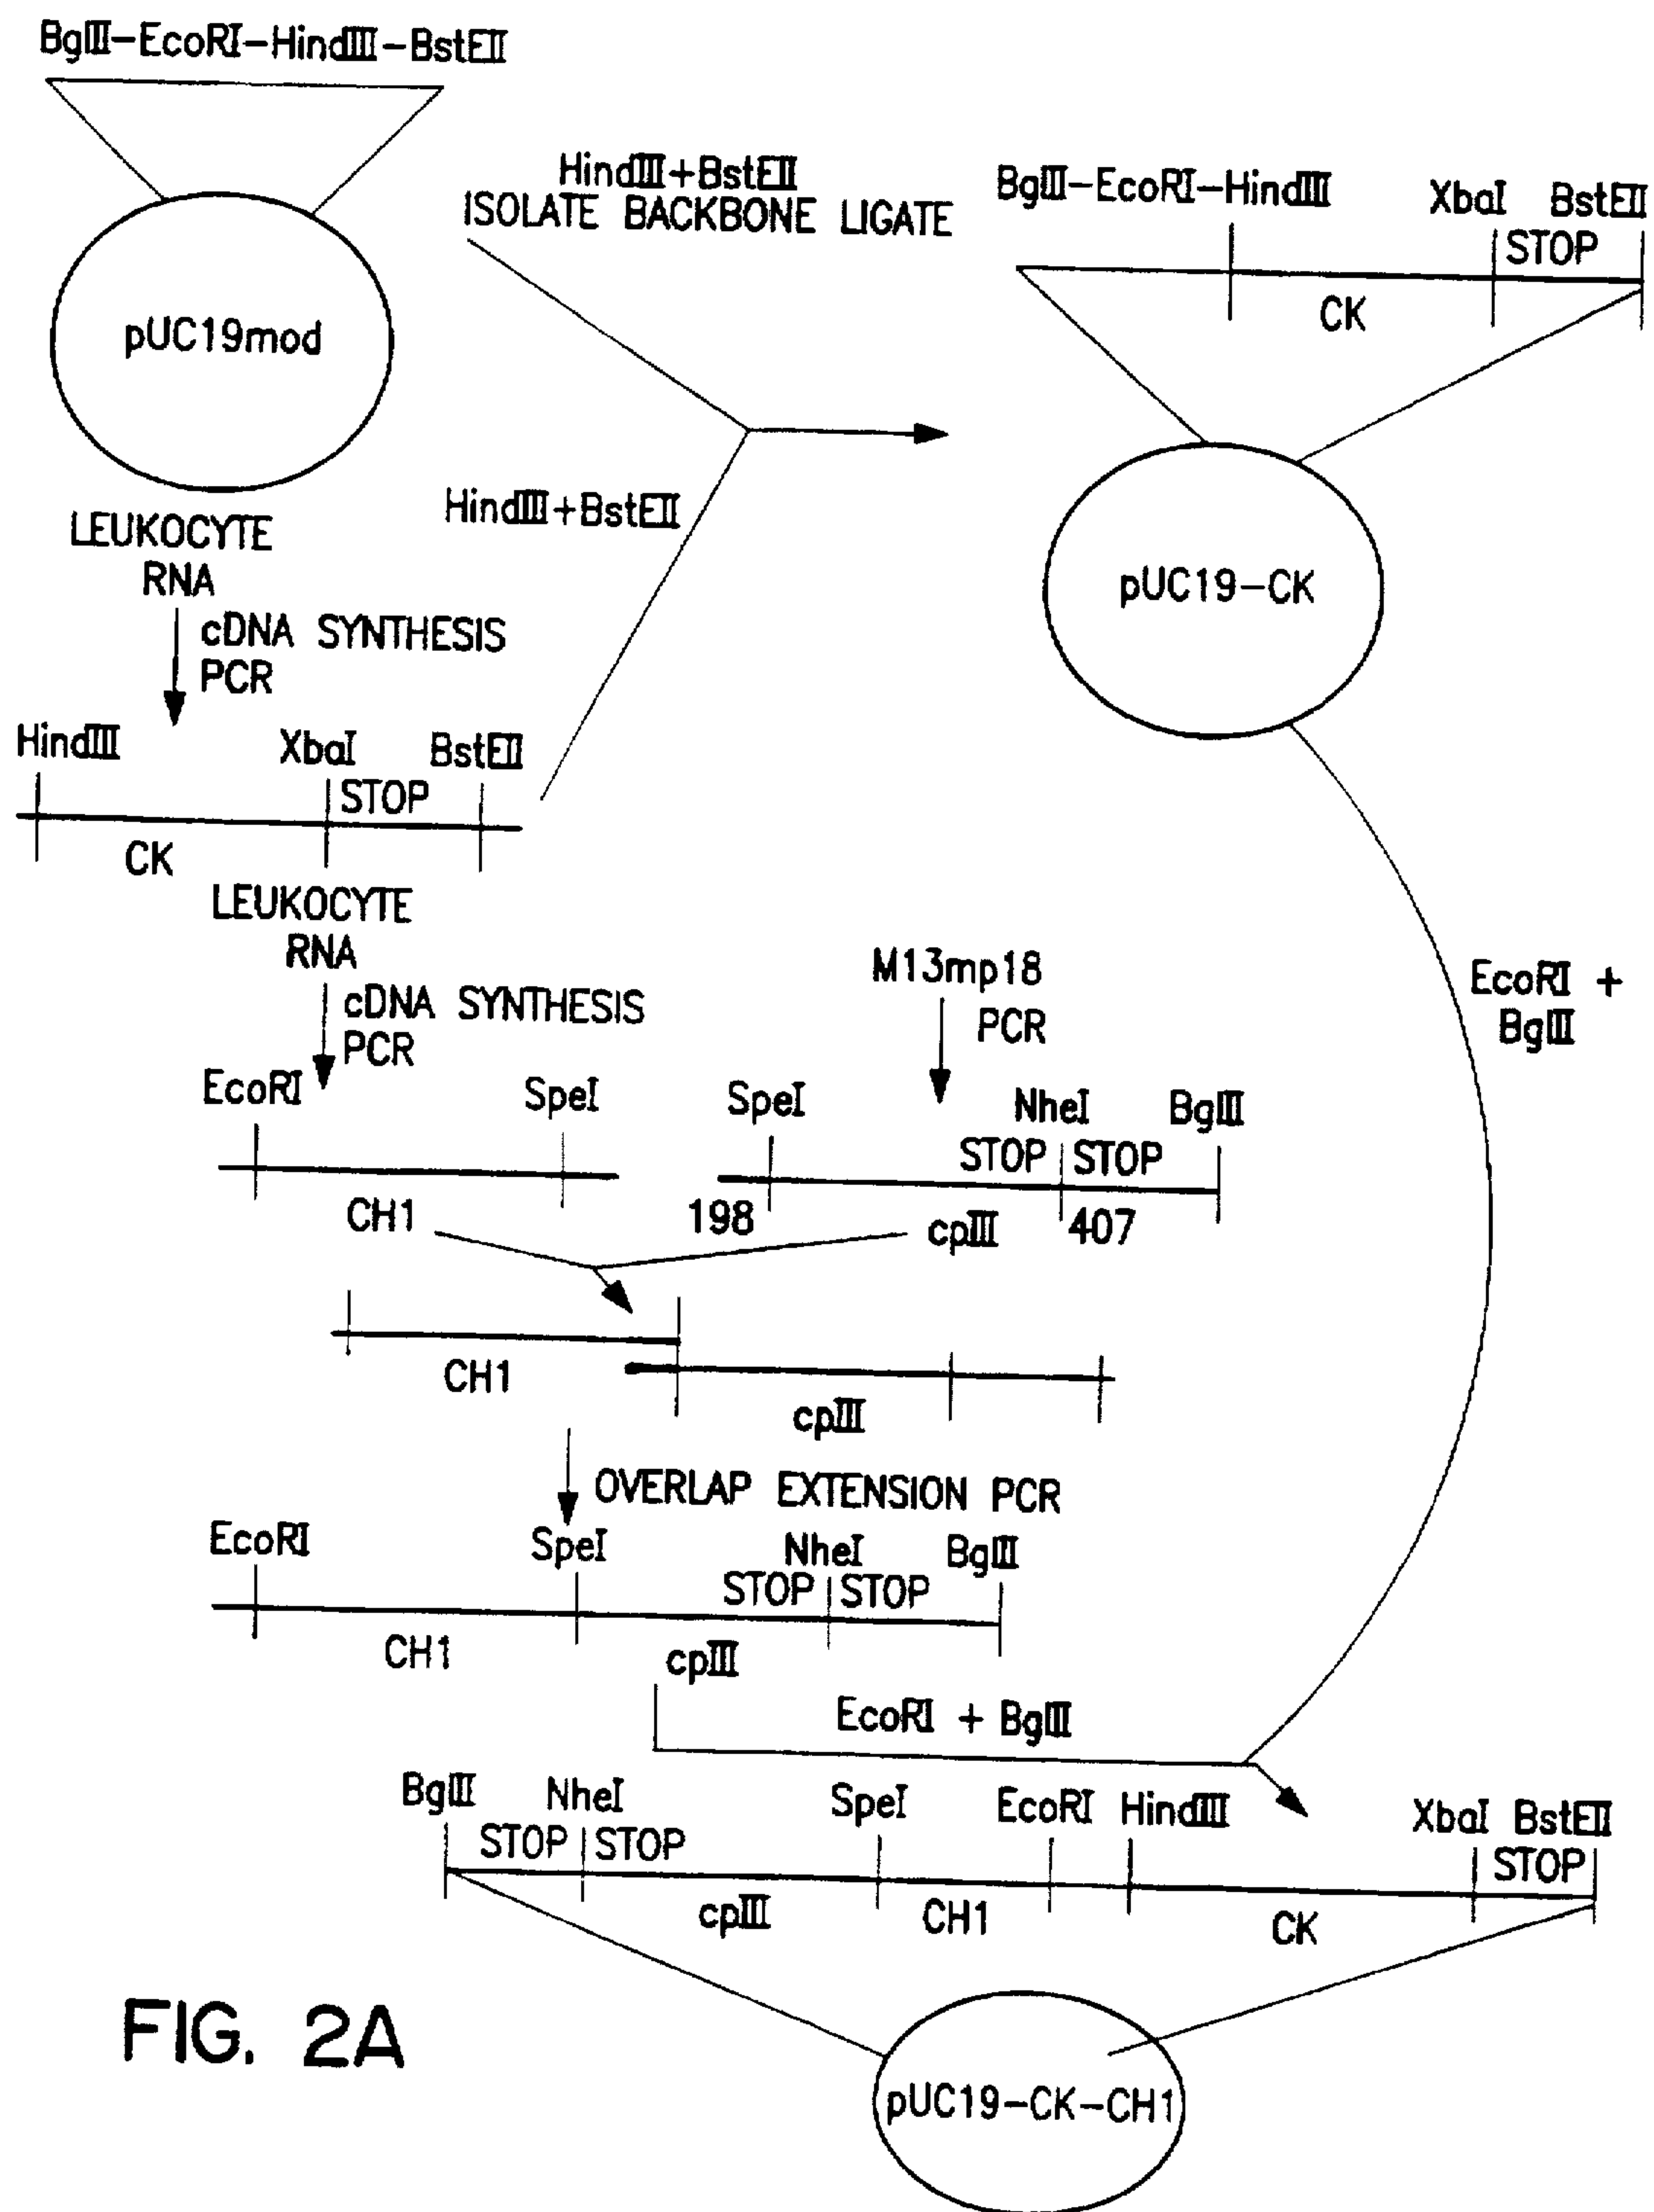 BglII-EcoRI-HindIII-BstEII
HindIII+BstEII
ISOLATE BACKBONE LIGATE
BglII-EcoRI-HindIII
XbaI BstEII
STOP
CK
pUC19mod
HindIII+BstEII
pUC19-CK
LEUKOCYTE
RNA
cDNA SYNTHESIS
PCR
HindIII XbaI BstEII
STOP
CK
LEUKOCYTE
RNA
cDNA SYNTHESIS
PCR
M13mp18
PCR
EcoRI +
BglII
EcoRI SpeI
SpeI NheI BglII
STOP STOP
CH1
198 cpIII 407
CH1
cpIII
OVERLAP EXTENSION PCR
EcoRI SpeI NheI BglII
STOP STOP
CH1 cpIII
EcoRI + BglII
BglII NheI SpeI EcoRI HindIII XbaI BstEII
STOP STOP STOP
cpIII CH1 CK
FIG. 2A
pUC19-CK-CH1